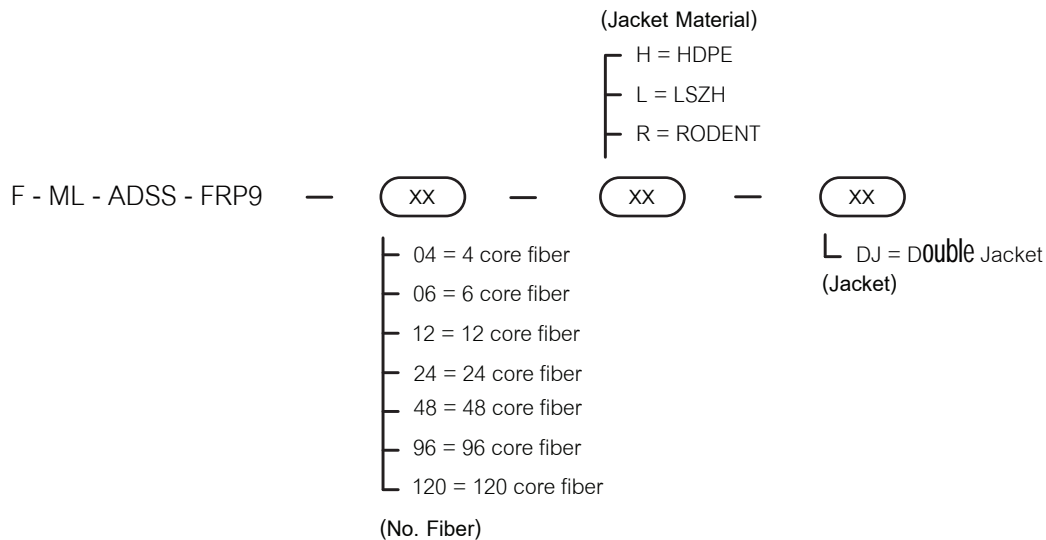 (Jacket Material)
H = HDPE
L = LSZH
R = RODENT
F - ML - ADSS - FRP9 — XX — XX — XX
04 = 4 core fiber
06 = 6 core fiber
12 = 12 core fiber
24 = 24 core fiber
48 = 48 core fiber
96 = 96 core fiber
120 = 120 core fiber
(No. Fiber)
DJ = Double Jacket
(Jacket)